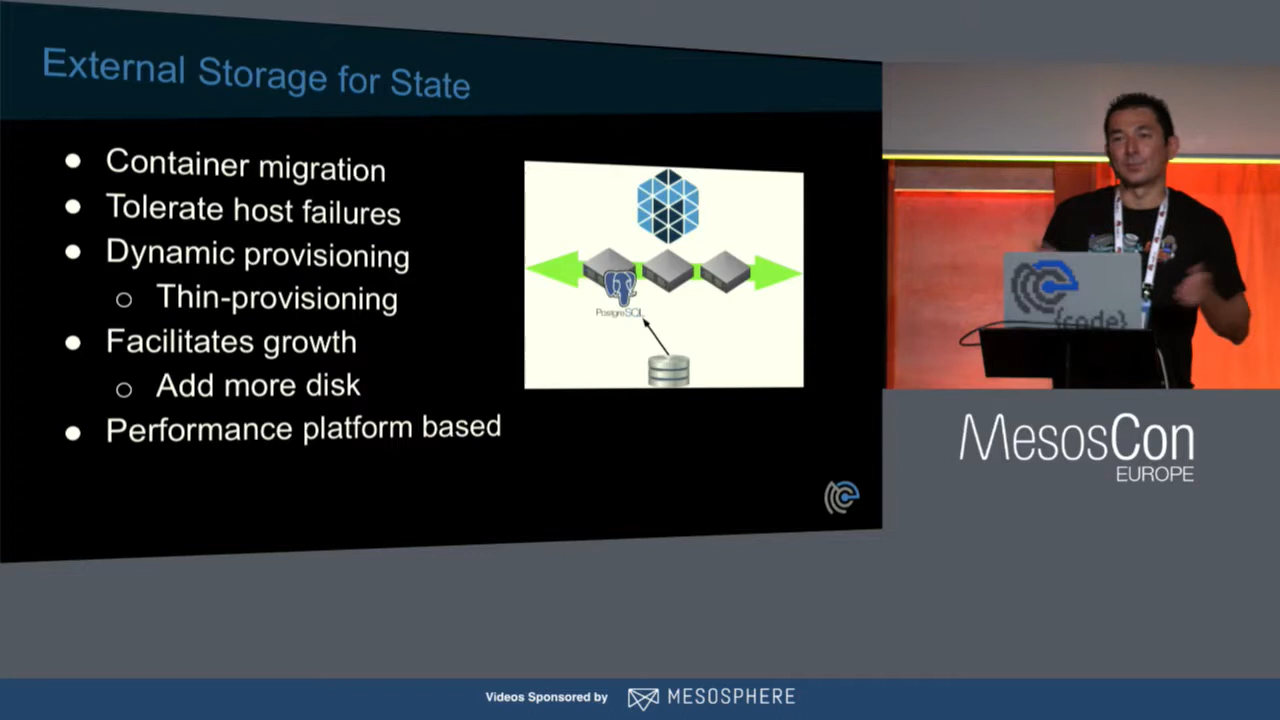 External Storage for State
Container migration
Tolerate host failures
Dynamic provisioning
Thin-provisioning
Facilitates growth
Add more disk
Performance platform based
PostgreSQL
{code}
MesosCon
EUROPE
Videos Sponsored by MESOSPHERE